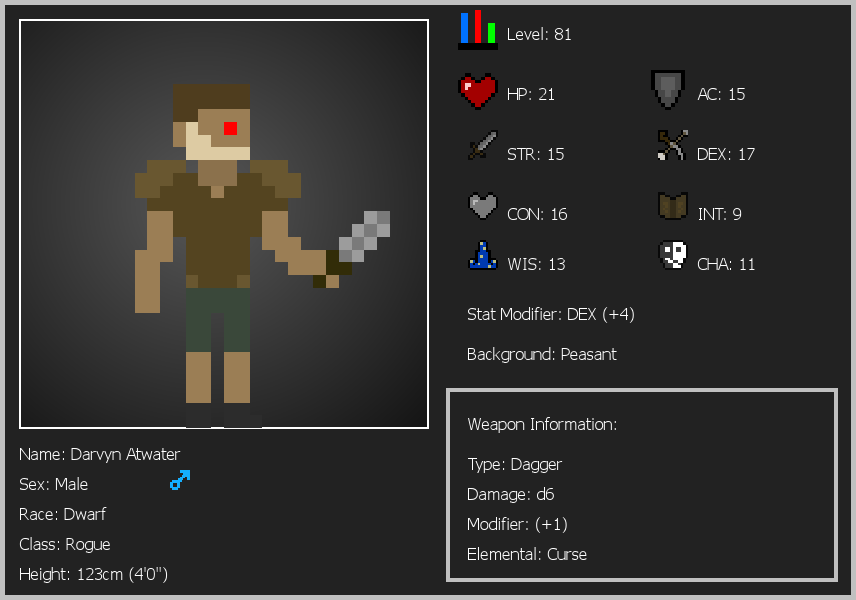 Level: 81
HP: 21
AC: 15
STR: 15
DEX: 17
CON: 16
INT: 9
WIS: 13
CHA: 11
Stat Modifier: DEX (+4)
Background: Peasant
Weapon Information:
Type: Dagger
Damage: d6
Modifier: (+1)
Elemental: Curse
Name: Darvyn Atwater
Sex: Male
Race: Dwarf
Class: Rogue
Height: 123cm (4'0")